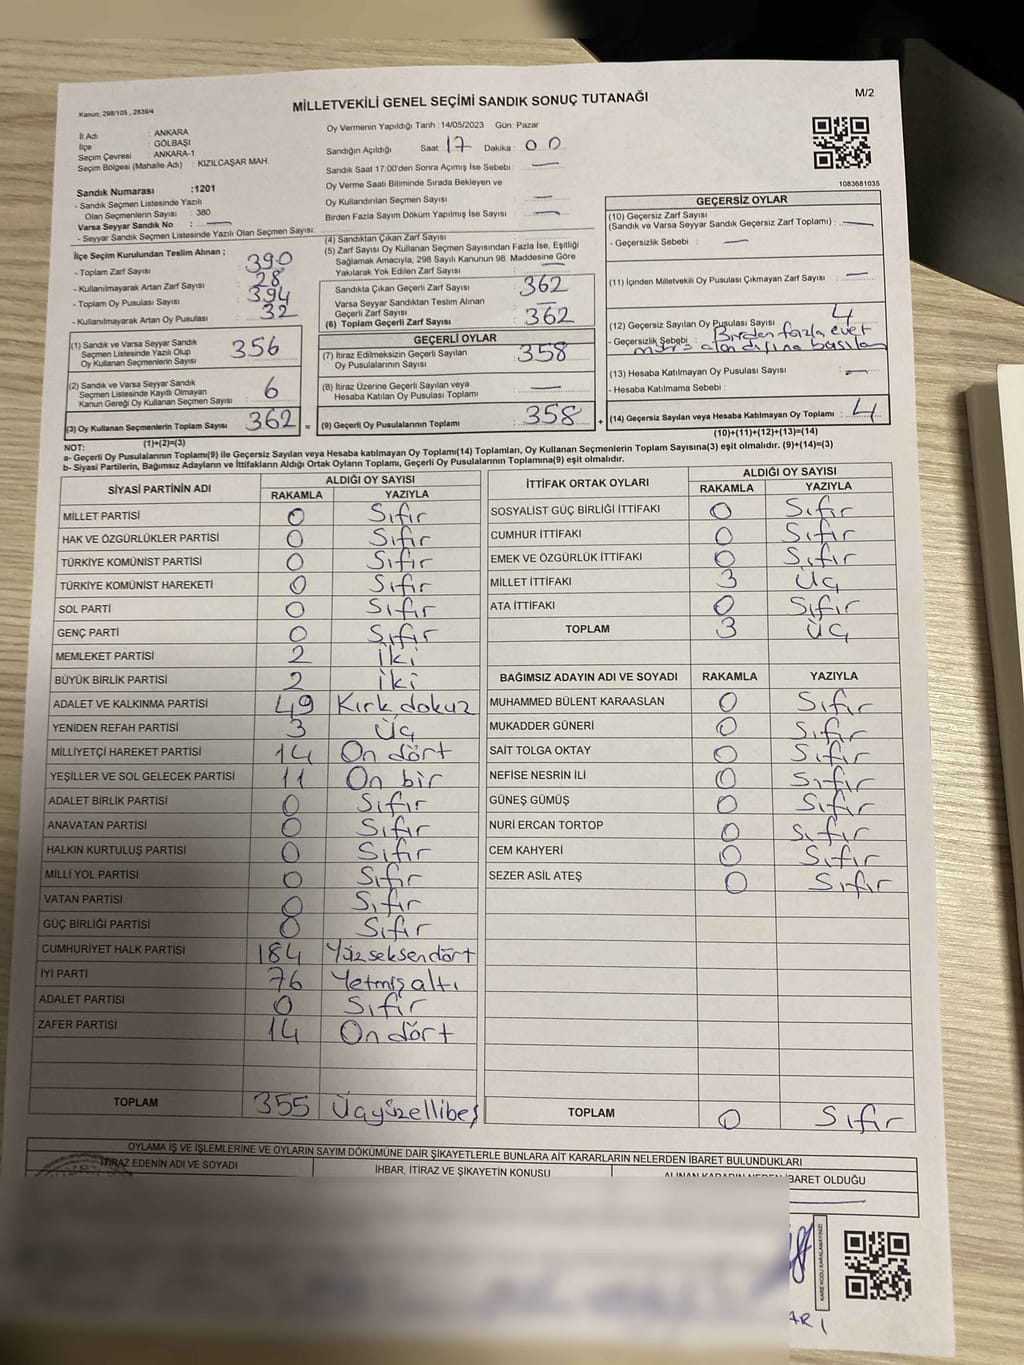 Kanun; 298/105 , 2839/4
MİLLETVEKİLİ GENEL SEÇİMİ SANDIK SONUÇ TUTANAĞI
M/2
İl Adı : ANKARA
İlçe : GÖLBAŞI
Seçim Çevresi : ANKARA-1
Seçim Bölgesi (Mahalle Adı) : KIZILCAŞAR MAH.
Sandık Numarası :1201
- Sandık Seçmen Listesinde Yazılı
Olan Seçmenlerin Sayısı : 380
Varsa Seyyar Sandık No : —
- Seyyar Sandık Seçmen Listesinde Yazılı Olan Seçmen Sayısı:
Oy Vermenin Yapıldığı Tarih :14/05/2023 Gün: Pazar
Sandığın Açıldığı Saat: 17 Dakika : 00
Sandık Saat 17:00'den Sonra Açımış İse Sebebi : —
Oy Verme Saati Bitiminde Sırada Bekleyen ve
Oy Kullandırılan Seçmen Sayısı : —
Birden Fazla Sayım Döküm Yapılmış İse Sayısı : —
1083681035
İlçe Seçim Kurulundan Teslim Alınan ;
- Toplam Zarf Sayısı : 390
- Kullanılmayarak Artan Zarf Sayısı : 28
- Toplam Oy Pusulası Sayısı : 394
- Kullanılmayarak Artan Oy Pusulası : 32
(1) Sandık ve Varsa Seyyar Sandık
Seçmen Listesinde Yazılı Olup
Oy Kullanan Seçmenlerin Sayısı : 356
(2) Sandık ve Varsa Seyyar Sandık
Seçmen Listesinde Kayıtlı Olmayan
Kanun Gereği Oy Kullanan Seçmen Sayısı : 6
(3) Oy Kullanan Seçmenlerin Toplam Sayısı : 362
(1)+(2)=(3)
(4) Sandıktan Çıkan Zarf Sayısı :
(5) Zarf Sayısı Oy Kullanan Seçmen Sayısından Fazla İse, Eşitliği
Sağlamak Amacıyla, 298 Sayılı Kanunun 98. Maddesine Göre
Yakılarak Yok Edilen Zarf Sayısı : —
Sandıkta Çıkan Geçerli Zarf Sayısı : 362
Varsa Seyyar Sandıktan Teslim Alınan
Geçerli Zarf Sayısı : —
(6) Toplam Geçerli Zarf Sayısı : 362
GEÇERLİ OYLAR
(7) İtiraz Edilmeksizin Geçerli Sayılan
Oy Pusulalarının Sayısı : 358
(8) İtiraz Üzerine Geçerli Sayılan veya
Hesaba Katılan Oy Pusulası Toplamı : —
= (9) Geçerli Oy Pusulalarının Toplamı : 358 +
GEÇERSİZ OYLAR
(10) Geçersiz Zarf Sayısı
(Sandık ve Varsa Seyyar Sandık Geçersiz Zarf Toplamı) : —
- Geçersizlik Sebebi : —
(11) İçinden Milletvekili Oy Pusulası Çıkmayan Zarf Sayısı : —
(12) Geçersiz Sayılan Oy Pusulası Sayısı : 4
- Geçersizlik Sebebi : Birden fazla evet
alan dışına basılan
(13) Hesaba Katılmayan Oy Pusulası Sayısı : —
- Hesaba Katılmama Sebebi :
(14) Geçersiz Sayılan veya Hesaba Katılmayan Oy Toplamı : 4
(10)+(11)+(12)+(13)=(14)
NOT:
a- Geçerli Oy Pusulalarının Toplamı(9) ile Geçersiz Sayılan veya Hesaba katılmayan Oy Toplamı(14) Toplamları, Oy Kullanan Seçmenlerin Toplam Sayısına(3) eşit olmalıdır. (9)+(14)=(3)
b- Siyasi Partilerin, Bağımsız Adayların ve İttifakların Aldığı Ortak Oyların Toplamı, Geçerli Oy Pusulalarının Toplamına(9) eşit olmalıdır.
SİYASİ PARTİNİN ADI ALDIĞI OY SAYISI
RAKAMLA YAZIYLA
MİLLET PARTİSİ 0 Sıfır
HAK VE ÖZGÜRLÜKLER PARTİSİ 0 Sıfır
TÜRKİYE KOMÜNİST PARTİSİ 0 Sıfır
TÜRKİYE KOMÜNİST HAREKETİ 0 Sıfır
SOL PARTİ 0 Sıfır
GENÇ PARTİ 0 Sıfır
MEMLEKET PARTİSİ 2 İki
BÜYÜK BİRLİK PARTİSİ 2 İki
ADALET VE KALKINMA PARTİSİ 49 Kırk dokuz
YENİDEN REFAH PARTİSİ 3 Üç
MİLLİYETÇİ HAREKET PARTİSİ 14 On dört
YEŞİLLER VE SOL GELECEK PARTİSİ 11 On bir
ADALET BİRLİK PARTİSİ 0 Sıfır
ANAVATAN PARTİSİ 0 Sıfır
HALKIN KURTULUŞ PARTİSİ 0 Sıfır
MİLLİ YOL PARTİSİ 0 Sıfır
VATAN PARTİSİ 0 Sıfır
GÜÇ BİRLİĞİ PARTİSİ 0 Sıfır
CUMHURİYET HALK PARTİSİ 184 Yüzseksendört
İYİ PARTİ 76 Yetmiş altı
ADALET PARTİSİ 0 Sıfır
ZAFER PARTİSİ 14 On dört
TOPLAM 355 Üçyüzellibeş
İTTİFAK ORTAK OYLARI ALDIĞI OY SAYISI
RAKAMLA YAZIYLA
SOSYALİST GÜÇ BİRLİĞİ İTTİFAKI 0 Sıfır
CUMHUR İTTİFAKI 0 Sıfır
EMEK VE ÖZGÜRLÜK İTTİFAKI 0 Sıfır
MİLLET İTTİFAKI 3 Üç
ATA İTTİFAKI 0 Sıfır
TOPLAM 3 Üç
BAĞIMSIZ ADAYIN ADI VE SOYADI RAKAMLA YAZIYLA
MUHAMMED BÜLENT KARAASLAN 0 Sıfır
MUKADDER GÜNERİ 0 Sıfır
SAİT TOLGA OKTAY 0 Sıfır
NEFİSE NESRİN İLİ 0 Sıfır
GÜNEŞ GÜMÜŞ 0 Sıfır
NURİ ERCAN TORTOP 0 Sıfır
CEM KAHYERİ 0 Sıfır
SEZER ASİL ATEŞ 0 Sıfır
TOPLAM 0 Sıfır
OYLAMA İŞ VE İŞLEMLERİNE VE OYLARIN SAYIM DÖKÜMÜNE DAİR ŞİKAYETLERLE BUNLARA AİT KARARLARIN NELERDEN İBARET BULUNDUKLARI
İTİRAZ EDENİN ADI VE SOYADI İHBAR, İTİRAZ VE ŞİKAYETİN KONUSU ALINAN KARARIN NEDEN İBARET OLDUĞU
KARE KODU KARALAMAYINIZ!